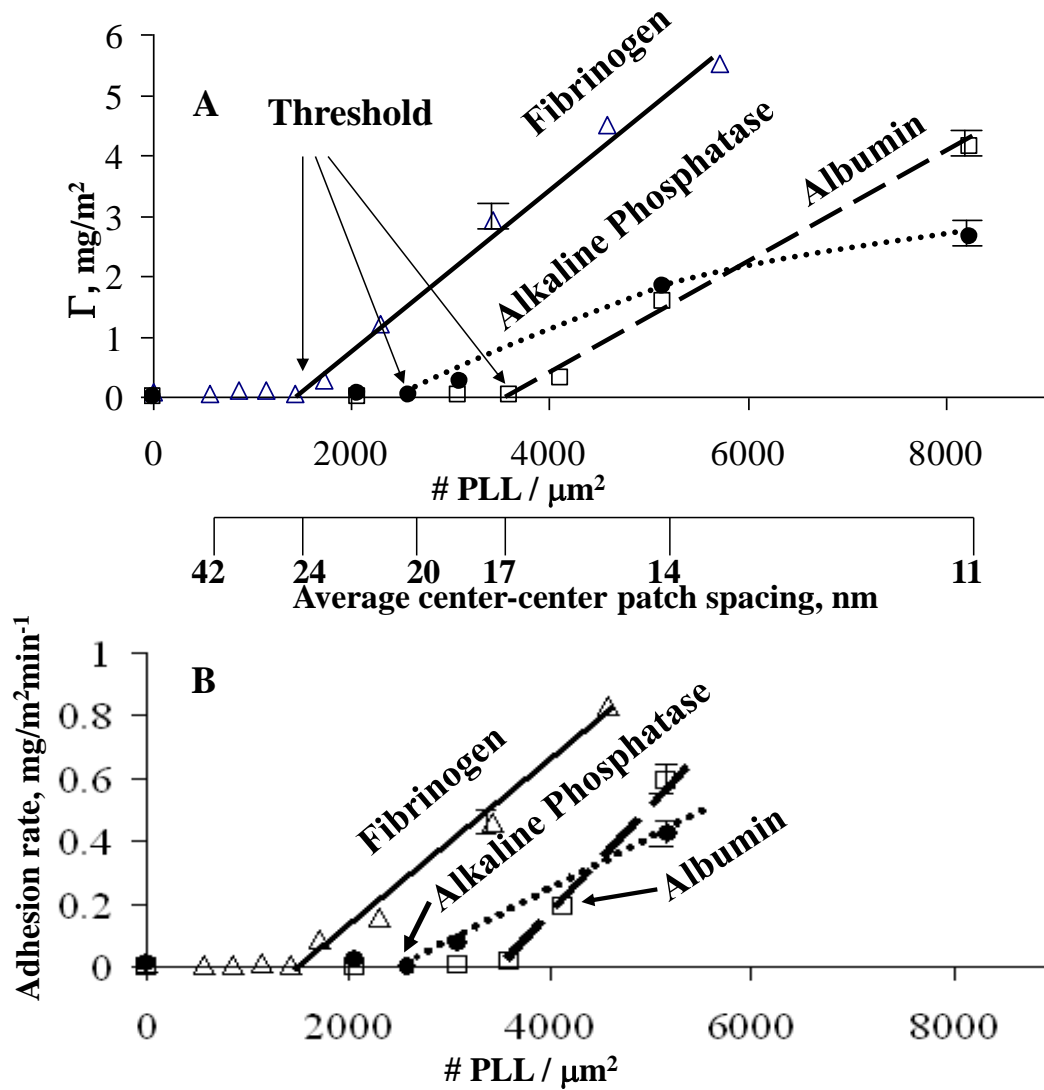 A
Threshold
Fibrinogen
Alkaline Phosphatase
Albumin
Γ, mg/m²
6
5
4
3
2
1
0
0 2000 4000 6000 8000
# PLL / μm²
42 24 20 17 14 11
Average center-center patch spacing, nm
B
Fibrinogen
Alkaline Phosphatase
Albumin
Adhesion rate, mg/m²min⁻¹
1
0.8
0.6
0.4
0.2
0
0 2000 4000 6000 8000
# PLL / μm²